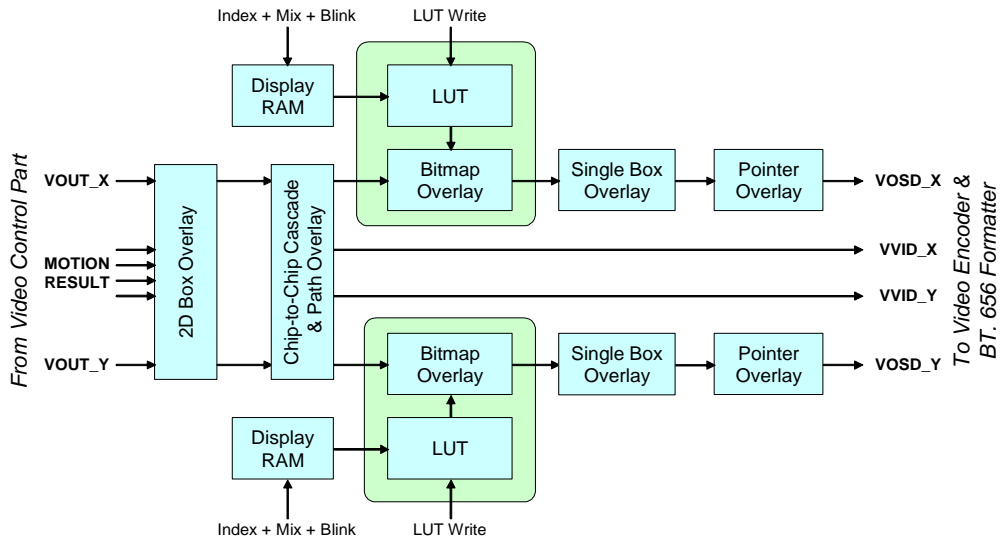 Index + Mix + Blink
LUT Write
Display
RAM
LUT
From Video Control Part
VOUT_X
MOTION
RESULT
VOUT_Y
2D Box Overlay
Chip-to-Chip Cascade
& Path Overlay
Bitmap
Overlay
Single Box
Overlay
Pointer
Overlay
VOSD_X
VVID_X
VVID_Y
To Video Encoder &
BT. 656 Formatter
Bitmap
Overlay
Single Box
Overlay
Pointer
Overlay
VOSD_Y
Display
RAM
LUT
Index + Mix + Blink
LUT Write